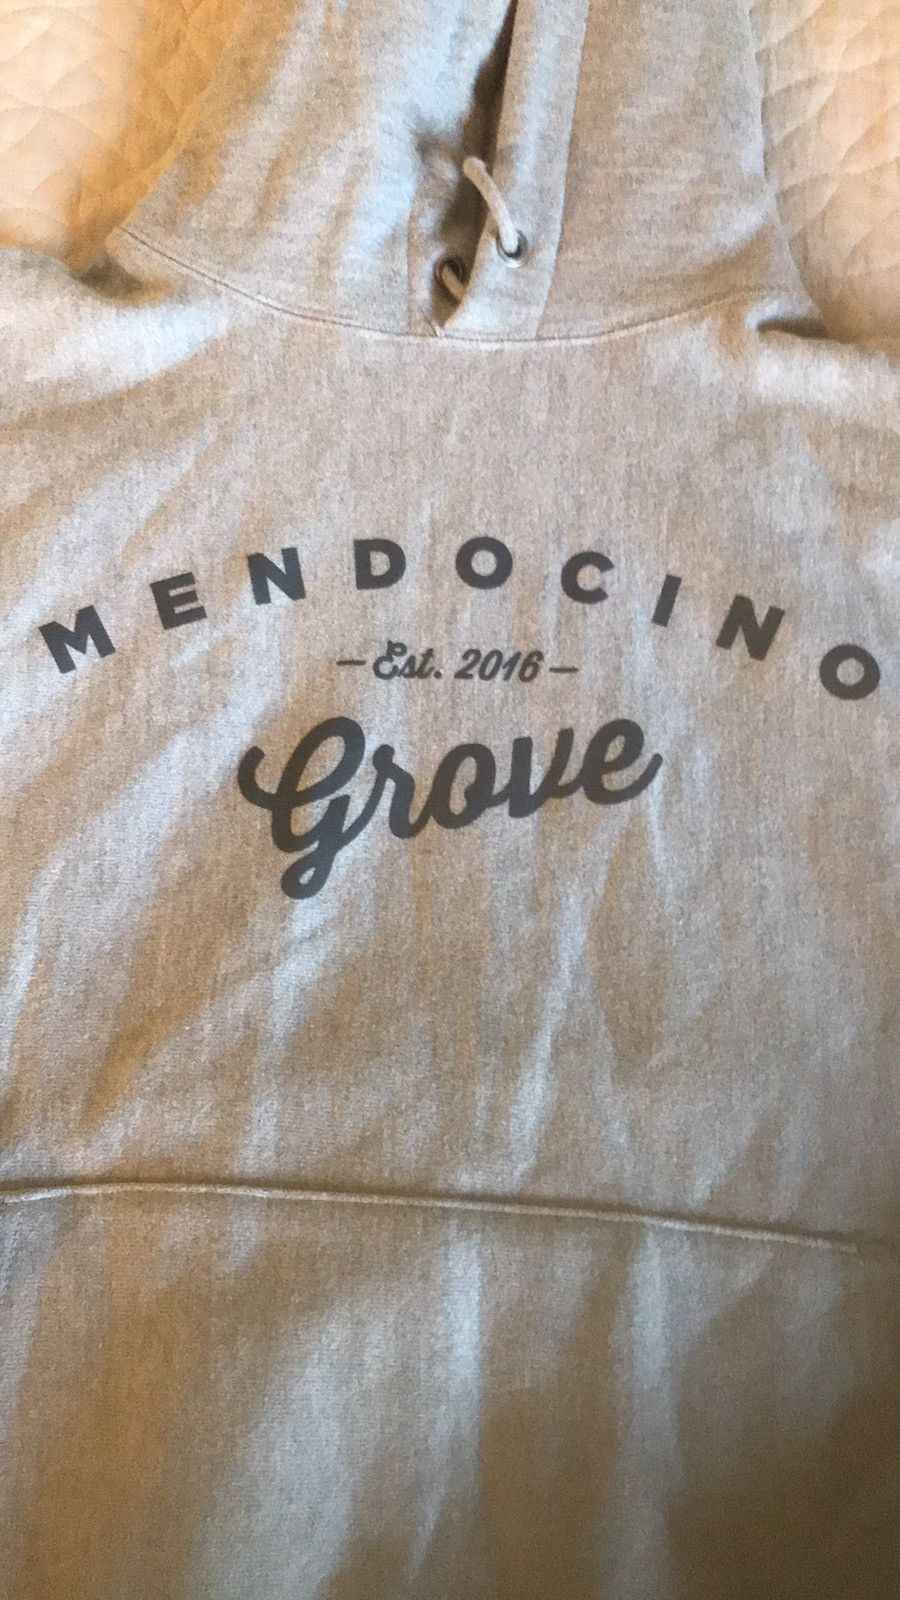 MENDOCINO
–Est. 2016–
Grove